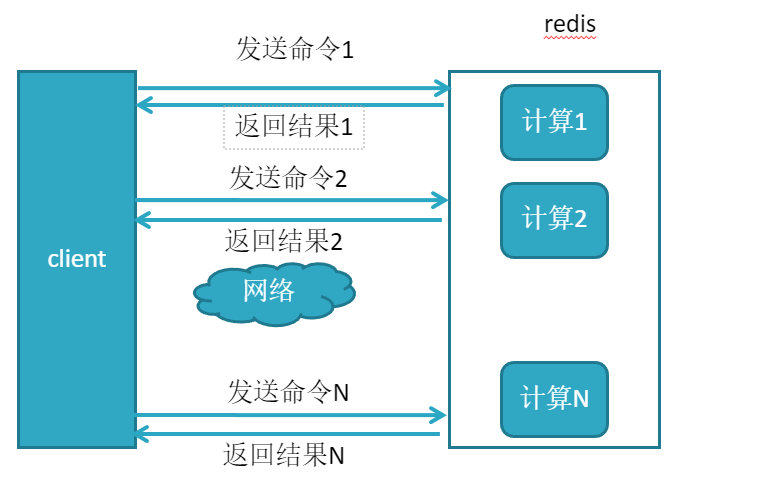 redis
发送命令1
返回结果1
计算1
发送命令2
返回结果2
计算2
client
网络
发送命令N
返回结果N
计算N